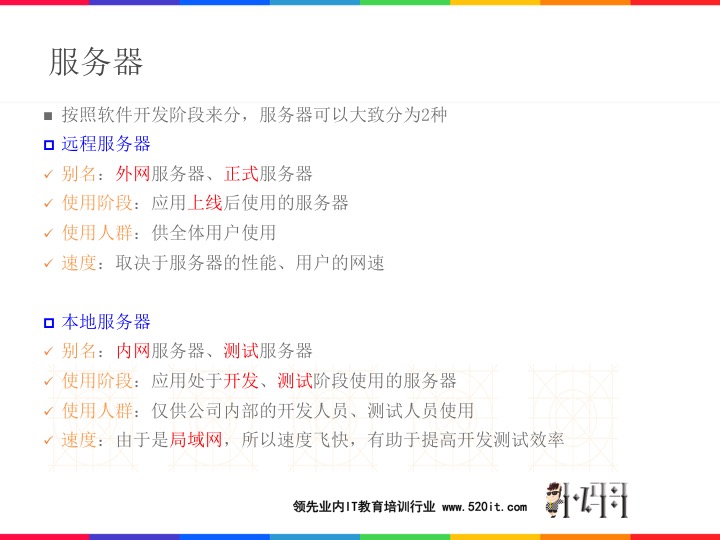 服务器
按照软件开发阶段来分，服务器可以大致分为2种
远程服务器
别名：外网服务器、正式服务器
使用阶段：应用上线后使用的服务器
使用人群：供全体用户使用
速度：取决于服务器的性能、用户的网速
本地服务器
别名：内网服务器、测试服务器
使用阶段：应用处于开发、测试阶段使用的服务器
使用人群：仅供公司内部的开发人员、测试人员使用
速度：由于是局域网，所以速度飞快，有助于提高开发测试效率
领先业内IT教育培训行业 www.520it.com
小码哥